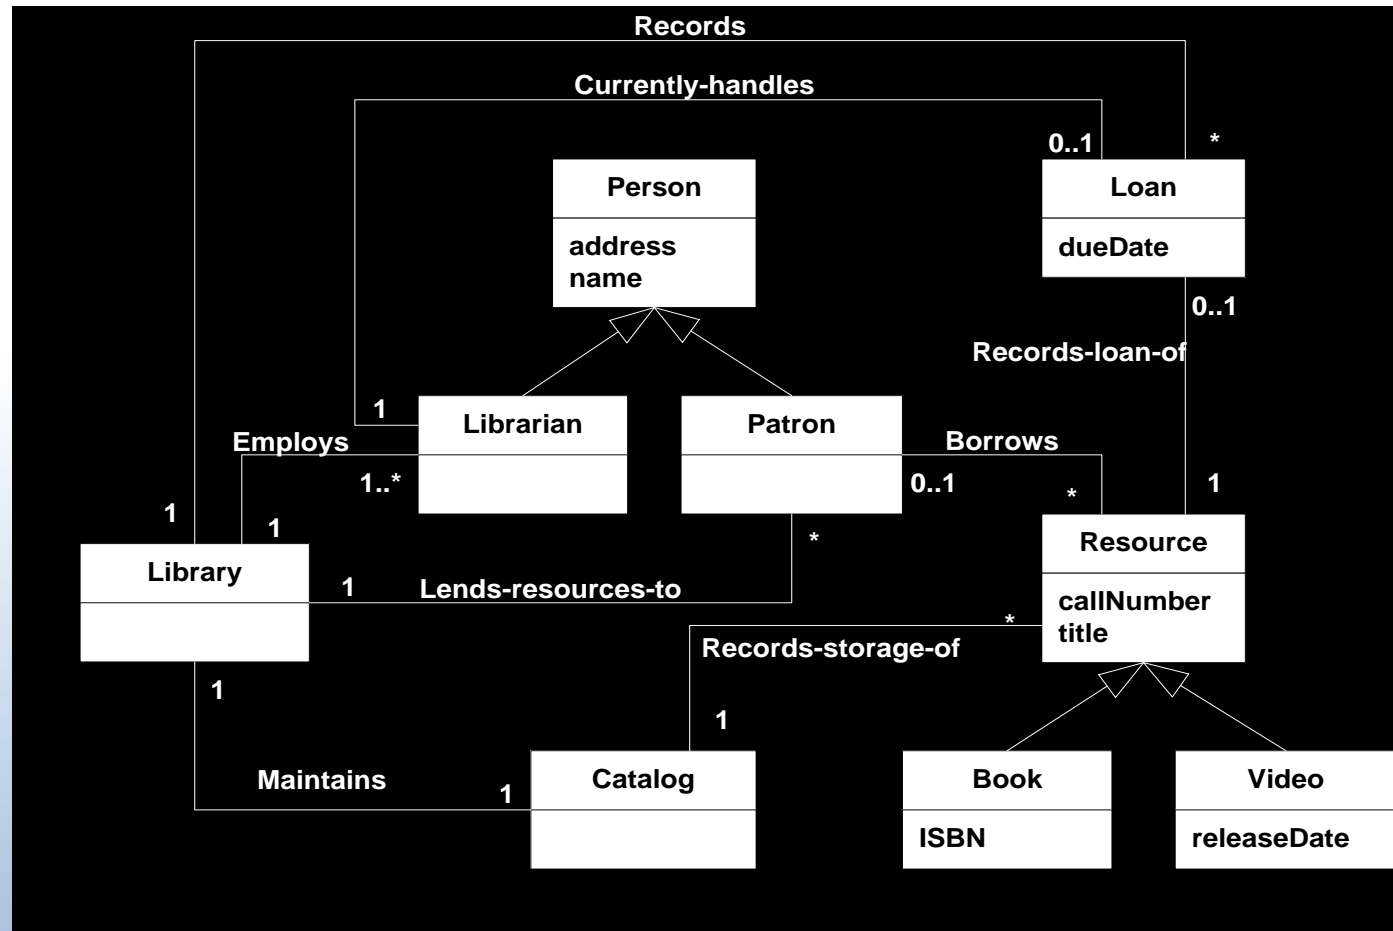 Records
Currently-handles
0..1
*
Person
Loan
address
name
dueDate
0..1
Records-loan-of
1
Librarian
Patron
Employs
Borrows
1..*
0..1
*
1
1
1
*
Resource
Library
1
Lends-resources-to
callNumber
title
*
Records-storage-of
1
1
Maintains
1
Catalog
Book
Video
ISBN
releaseDate